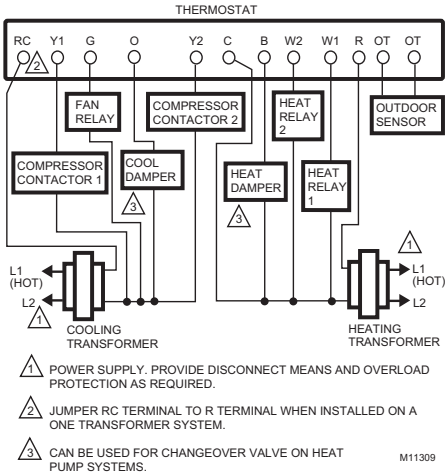 THERMOSTAT
RC Y1 G O Y2 C B W2 W1 R OT OT
2
FAN
RELAY
COMPRESSOR
CONTACTOR 2
HEAT
RELAY
2
OUTDOOR
SENSOR
COMPRESSOR
CONTACTOR 1
COOL
DAMPER
3
HEAT
DAMPER
3
HEAT
RELAY
1
L1
(HOT)
L2
1
COOLING
TRANSFORMER
1
L1
(HOT)
L2
HEATING
TRANSFORMER
1 POWER SUPPLY. PROVIDE DISCONNECT MEANS AND OVERLOAD
PROTECTION AS REQUIRED.
2 JUMPER RC TERMINAL TO R TERMINAL WHEN INSTALLED ON A
ONE TRANSFORMER SYSTEM.
3 CAN BE USED FOR CHANGEOVER VALVE ON HEAT
PUMP SYSTEMS.
M11309